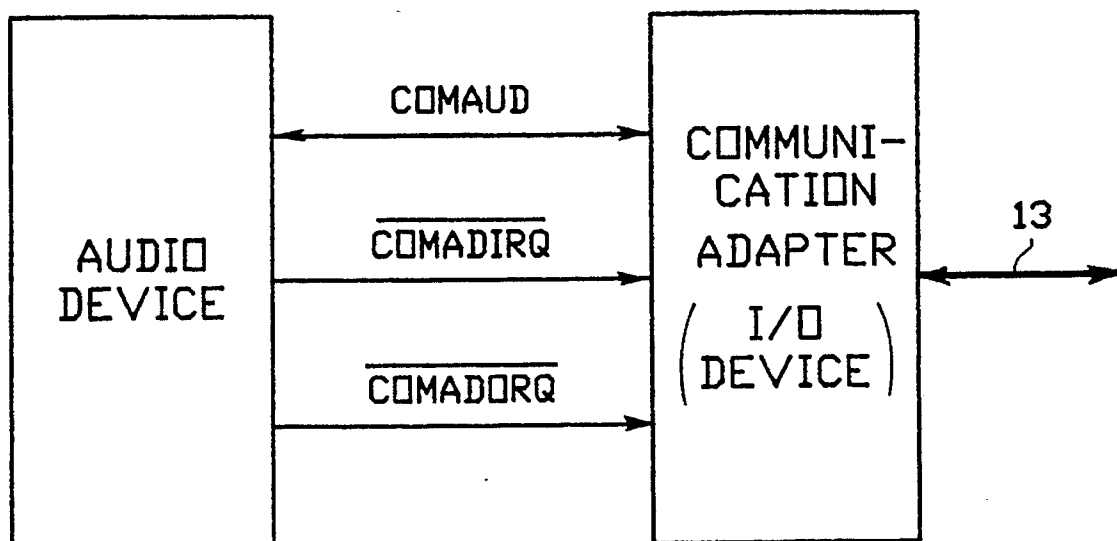 AUDIO
DEVICE
COMAUD
COMADIRQ
COMADORQ
COMMUNI-
CATION
ADAPTER
(I/O
DEVICE)
13